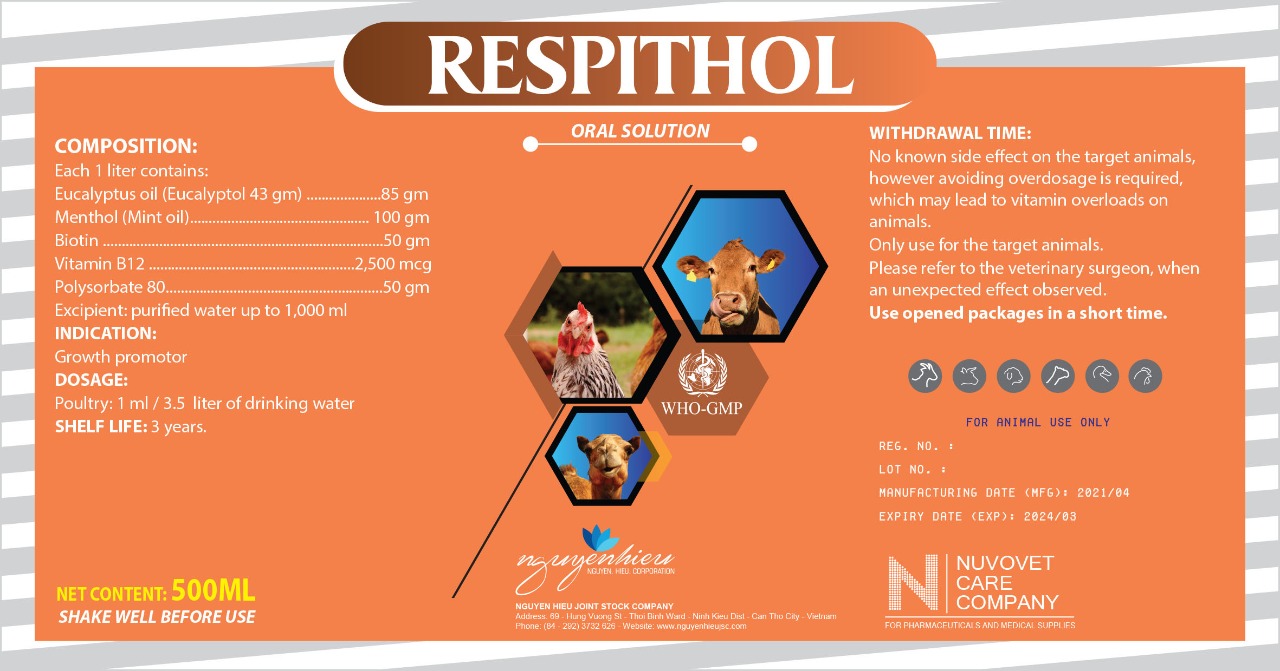 RESPITHOL
ORAL SOLUTION
COMPOSITION:
Each 1 liter contains:
Eucalyptus oil (Eucalyptol 43 gm) ....................85 gm
Menthol (Mint oil)................................................ 100 gm
Biotin ...........................................................................50 gm
Vitamin B12 .......................................................2,500 mcg
Polysorbate 80..........................................................50 gm
Excipient: purified water up to 1,000 ml
INDICATION:
Growth promotor
DOSAGE:
Poultry: 1 ml / 3.5 liter of drinking water
SHELF LIFE: 3 years.
NET CONTENT: 500ML
SHAKE WELL BEFORE USE
WHO-GMP
nguyenhieu
NGUYEN. HIEU. CORPORATION
NGUYEN HIEU JOINT STOCK COMPANY
Address: 69 - Hung Vuong St - Thoi Binh Ward - Ninh Kieu Dist - Can Tho City - Vietnam
Phone: (84 - 292) 3732 626 - Website: www.nguyenhieujsc.com
WITHDRAWAL TIME:
No known side effect on the target animals,
however avoiding overdosage is required,
which may lead to vitamin overloads on
animals.
Only use for the target animals.
Please refer to the veterinary surgeon, when
an unexpected effect observed.
Use opened packages in a short time.
FOR ANIMAL USE ONLY
REG. NO. :
LOT NO. :
MANUFACTURING DATE (MFG): 2021/04
EXPIRY DATE (EXP): 2024/03
N
NUVOVET
CARE
COMPANY
FOR PHARMACEUTICALS AND MEDICAL SUPPLIES